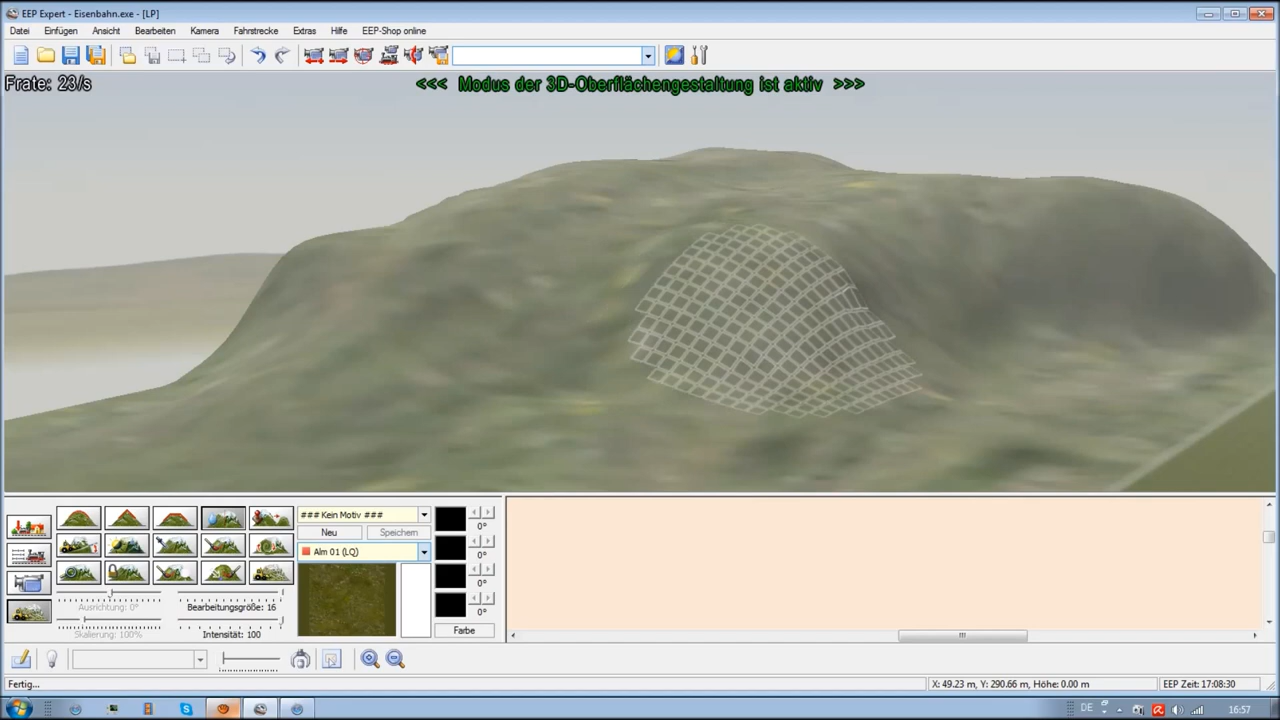 EEP Expert - Eisenbahn.exe - [LP]
Datei Einfügen Ansicht Bearbeiten Kamera Fahrstrecke Extras Hilfe EEP-Shop online
Frate: 23/s
<<< Modus der 3D-Oberflächengestaltung ist aktiv >>>
### Kein Motiv ###
0°
Neu Speichern
Alm 01 (LQ)
0°
0°
Ausrichtung: 0° Bearbeitungsgröße: 16
0°
Skalierung: 100% Intensität: 100
Farbe
Fertig...
X: 49.23 m, Y: 290.66 m, Höhe: 0.00 m
EEP Zeit: 17:08:30
DE
16:57